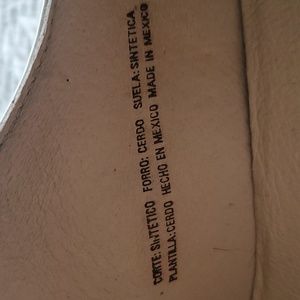 CORTE: SINTETICO FORRO: CERDO SUELA: SINTETICA
PLANTILLA: CERDO HECHO EN MEXICO MADE IN MEXICO